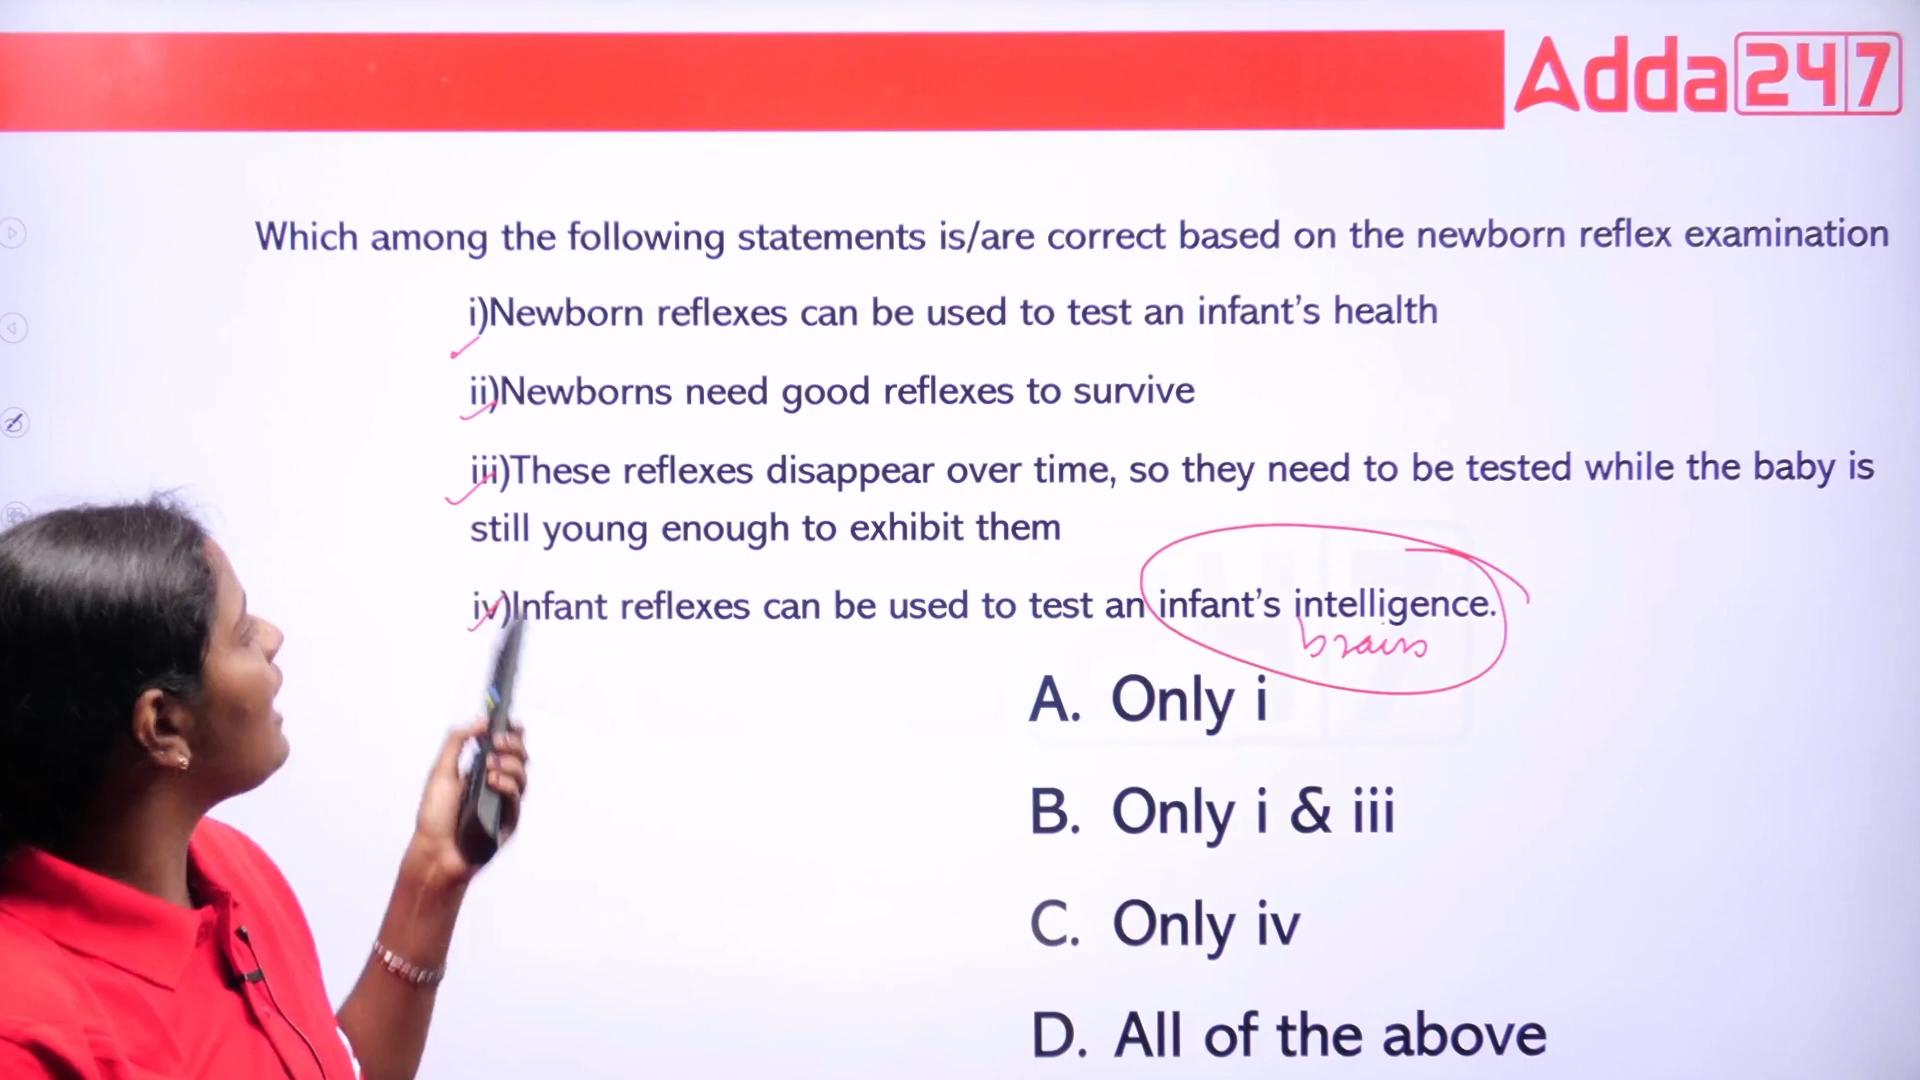 Adda247
Which among the following statements is/are correct based on the newborn reflex examination
i)Newborn reflexes can be used to test an infant’s health
ii)Newborns need good reflexes to survive
iii)These reflexes disappear over time, so they need to be tested while the baby is
still young enough to exhibit them
iv)Infant reflexes can be used to test an infant’s intelligence.
brain
A. Only i
B. Only i & iii
C. Only iv
D. All of the above